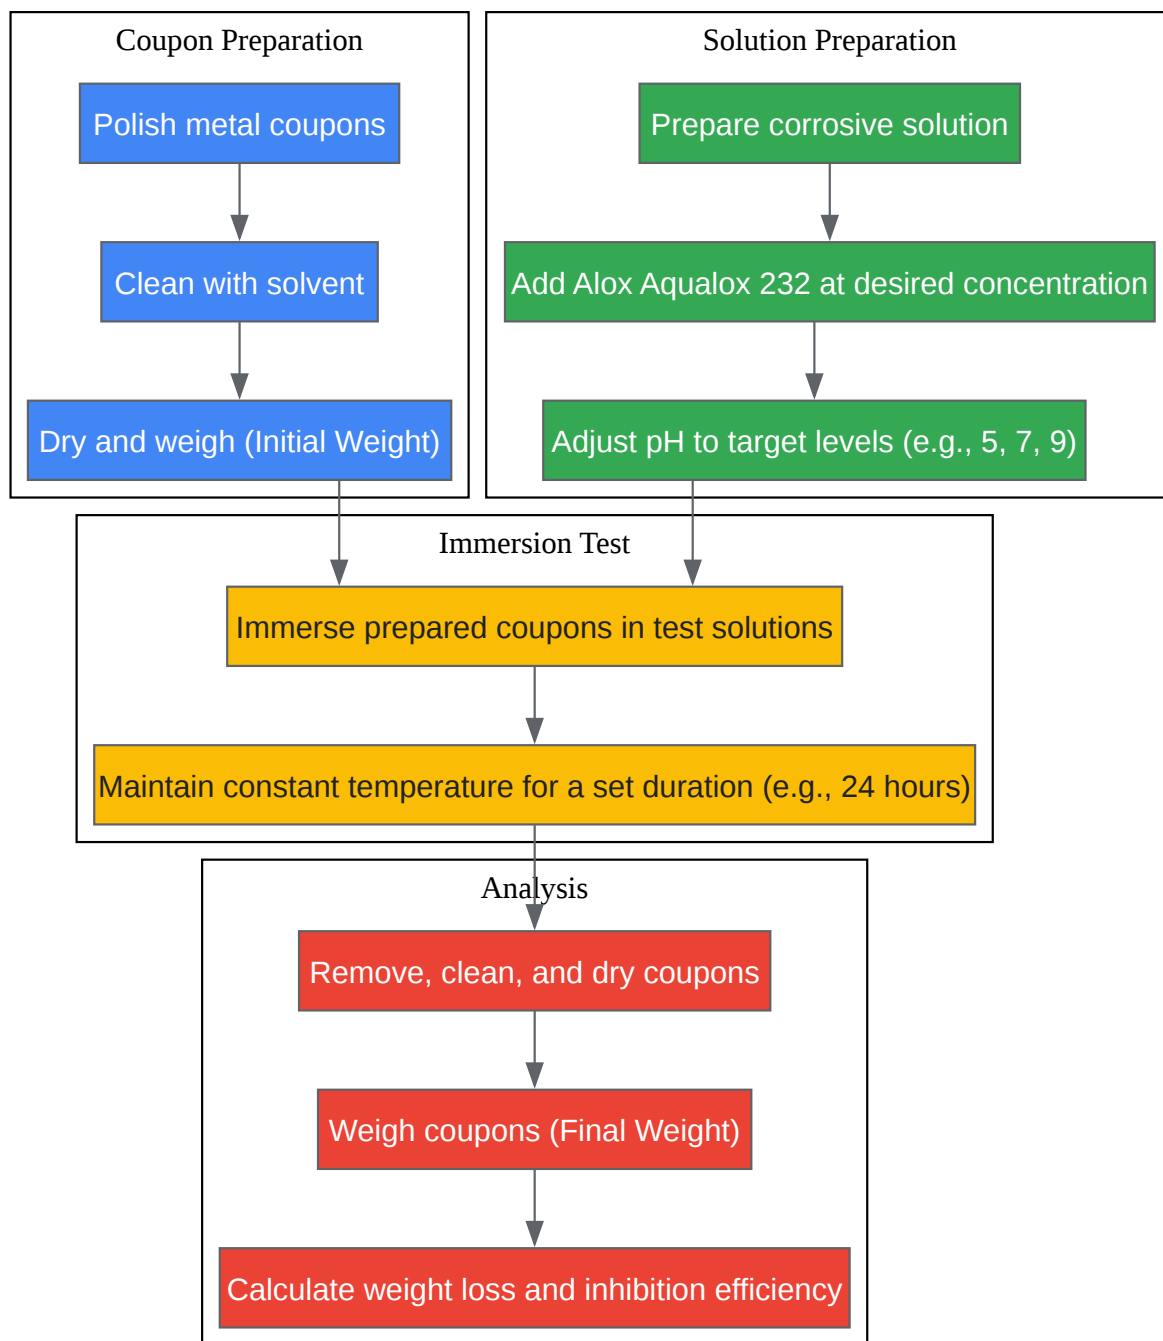 Coupon Preparation
Polish metal coupons
Clean with solvent
Dry and weigh (Initial Weight)
Solution Preparation
Prepare corrosive solution
Add Alox Aqualox 232 at desired concentration
Adjust pH to target levels (e.g., 5, 7, 9)
Immersion Test
Immerse prepared coupons in test solutions
Maintain constant temperature for a set duration (e.g., 24 hours)
Analysis
Remove, clean, and dry coupons
Weigh coupons (Final Weight)
Calculate weight loss and inhibition efficiency